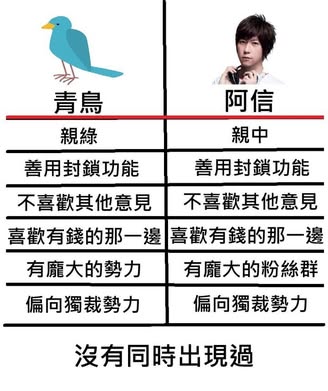 青鳥 阿信
親綠 親中
善用封鎖功能 善用封鎖功能
不喜歡其他意見 不喜歡其他意見
喜歡有錢的那一邊 喜歡有錢的那一邊
有龐大的勢力 有龐大的粉絲群
偏向獨裁勢力 偏向獨裁勢力
沒有同時出現過